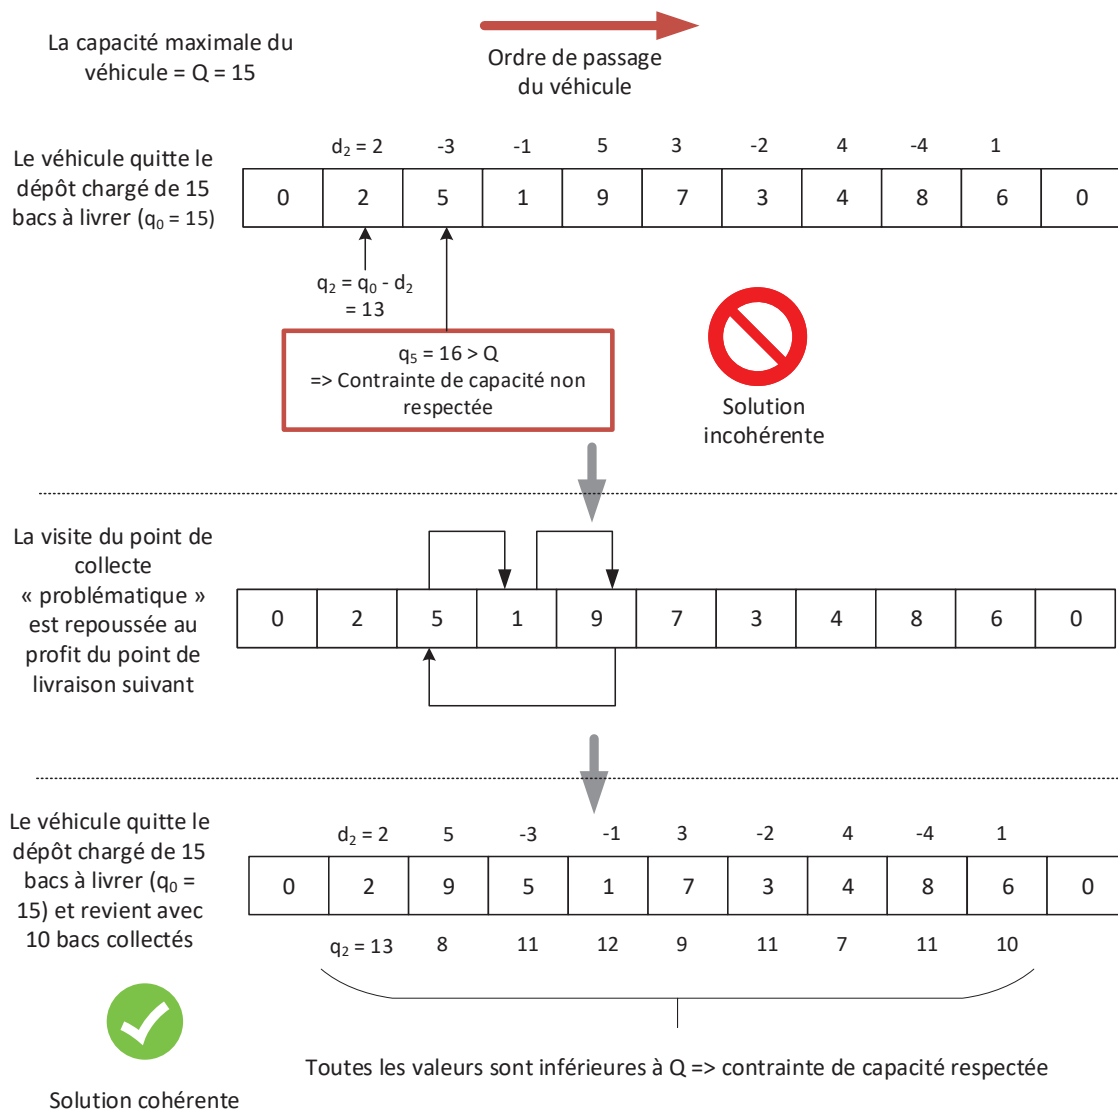 La capacité maximale du
véhicule = Q = 15
Ordre de passage
du véhicule
Le véhicule quitte le
dépôt chargé de 15
bacs à livrer (q₀ = 15)
d₂ = 2 -3 -1 5 3 -2 4 -4 1
0 2 5 1 9 7 3 4 8 6 0
q₂ = q₀ - d₂
= 13
q₅ = 16 > Q
=> Contrainte de capacité non
respectée
Solution
incohérente
La visite du point de
collecte
« problématique »
est repoussée au
profit du point de
livraison suivant
0 2 5 1 9 7 3 4 8 6 0
Le véhicule quitte le
dépôt chargé de 15
bacs à livrer (q₀ =
15) et revient avec
10 bacs collectés
d₂ = 2 5 -3 -1 3 -2 4 -4 1
0 2 9 5 1 7 3 4 8 6 0
q₂ = 13 8 11 12 9 11 7 11 10
Toutes les valeurs sont inférieures à Q => contrainte de capacité respectée
Solution cohérente